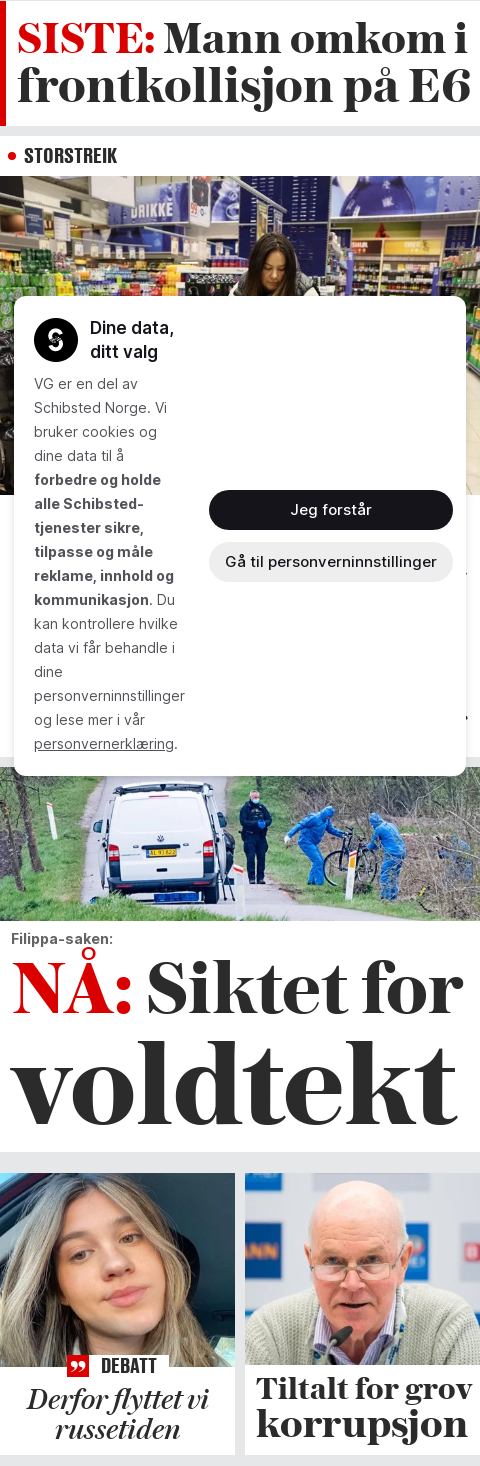 SISTE: Mann omkom i
frontkollisjon på E6
STORSTREIK
DRIKKE
Dine data,
ditt valg
VG er en del av
Schibsted Norge. Vi
bruker cookies og
dine data til å
forbedre og holde
alle Schibsted-
tjenester sikre,
tilpasse og måle
reklame, innhold og
kommunikasjon. Du
kan kontrollere hvilke
data vi får behandle i
dine
personverninnstillinger
og lese mer i vår
personvernerklæring.
Jeg forstår
Gå til personverninnstillinger
Filippa-saken:
NÅ: Siktet for
voldtekt
DEBATT
Derfor flyttet vi
russetiden
Tiltalt for grov
korrupsjon